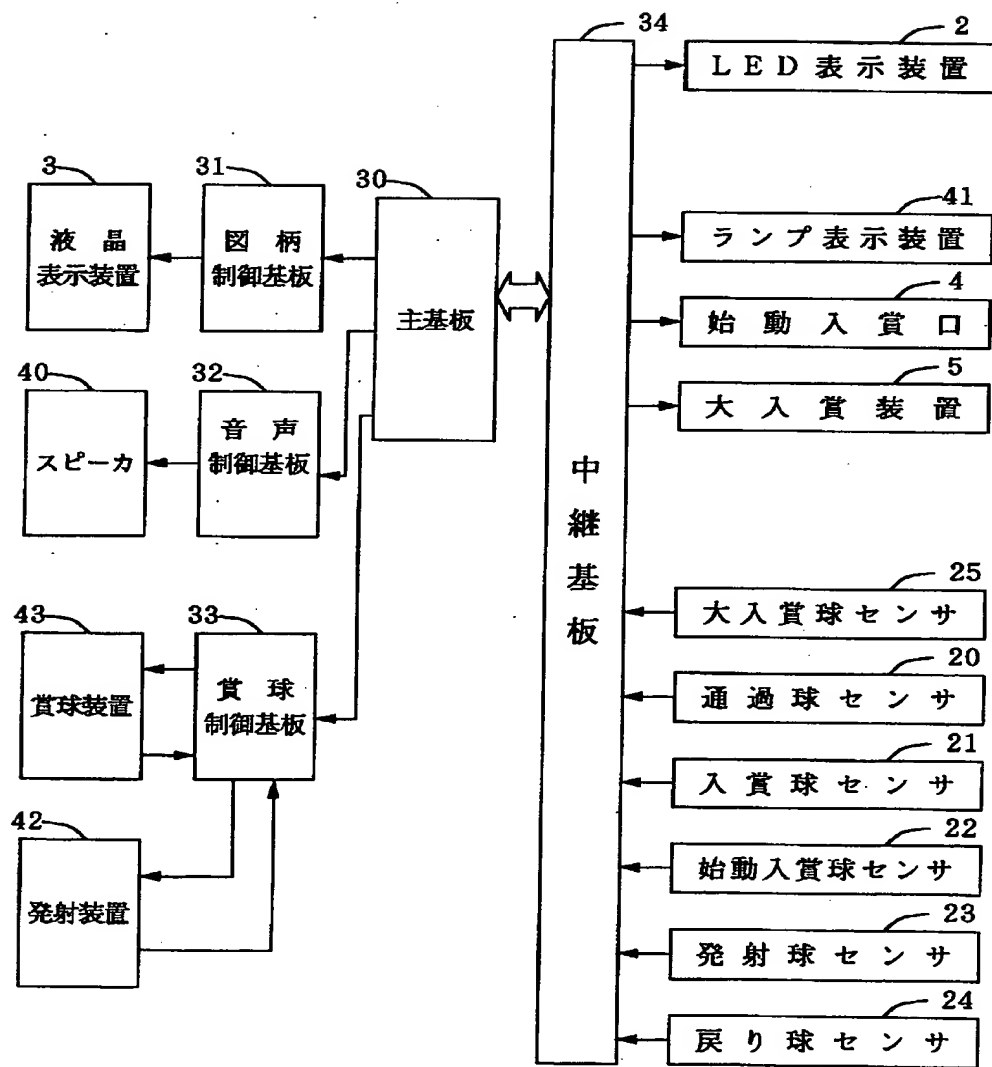 34
2
LED表示装置
3
31
30
41
液晶
表示装置
図柄
制御基板
主基板
ランプ表示装置
4
始動入賞口
40
32
5
大入賞装置
スピーカ
音声
制御基板
中継基板
43
33
25
大入賞球センサ
賞球装置
賞球
制御基板
20
通過球センサ
21
入賞球センサ
42
発射装置
22
始動入賞球センサ
23
発射球センサ
24
戻り球センサ